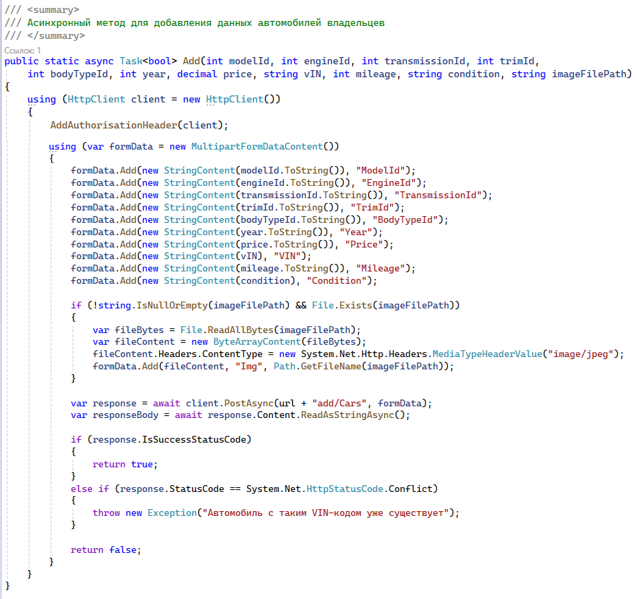 /// <summary>
/// Асинхронный метод для добавления данных автомобилей владельцев
/// </summary>
Ссылок: 1
public static async Task<bool> Add(int modelId, int engineId, int transmissionId, int trimId,
    int bodyTypeId, int year, decimal price, string vIN, int mileage, string condition, string imageFilePath)
{
    using (HttpClient client = new HttpClient())
    {
        AddAuthorisationHeader(client);

        using (var formData = new MultipartFormDataContent())
        {
            formData.Add(new StringContent(modelId.ToString()), "ModelId");
            formData.Add(new StringContent(engineId.ToString()), "EngineId");
            formData.Add(new StringContent(transmissionId.ToString()), "TransmissionId");
            formData.Add(new StringContent(trimId.ToString()), "TrimId");
            formData.Add(new StringContent(bodyTypeId.ToString()), "BodyTypeId");
            formData.Add(new StringContent(year.ToString()), "Year");
            formData.Add(new StringContent(price.ToString()), "Price");
            formData.Add(new StringContent(vIN), "VIN");
            formData.Add(new StringContent(mileage.ToString()), "Mileage");
            formData.Add(new StringContent(condition), "Condition");

            if (!string.IsNullOrEmpty(imageFilePath) && File.Exists(imageFilePath))
            {
                var fileBytes = File.ReadAllBytes(imageFilePath);
                var fileContent = new ByteArrayContent(fileBytes);
                fileContent.Headers.ContentType = new System.Net.Http.Headers.MediaTypeHeaderValue("image/jpeg");
                formData.Add(fileContent, "Img", Path.GetFileName(imageFilePath));
            }

            var response = await client.PostAsync(url + "add/Cars", formData);
            var responseBody = await response.Content.ReadAsStringAsync();

            if (response.IsSuccessStatusCode)
            {
                return true;
            }
            else if (response.StatusCode == System.Net.HttpStatusCode.Conflict)
            {
                throw new Exception("Автомобиль с таким VIN-кодом уже существует");
            }

            return false;
        }
    }
}